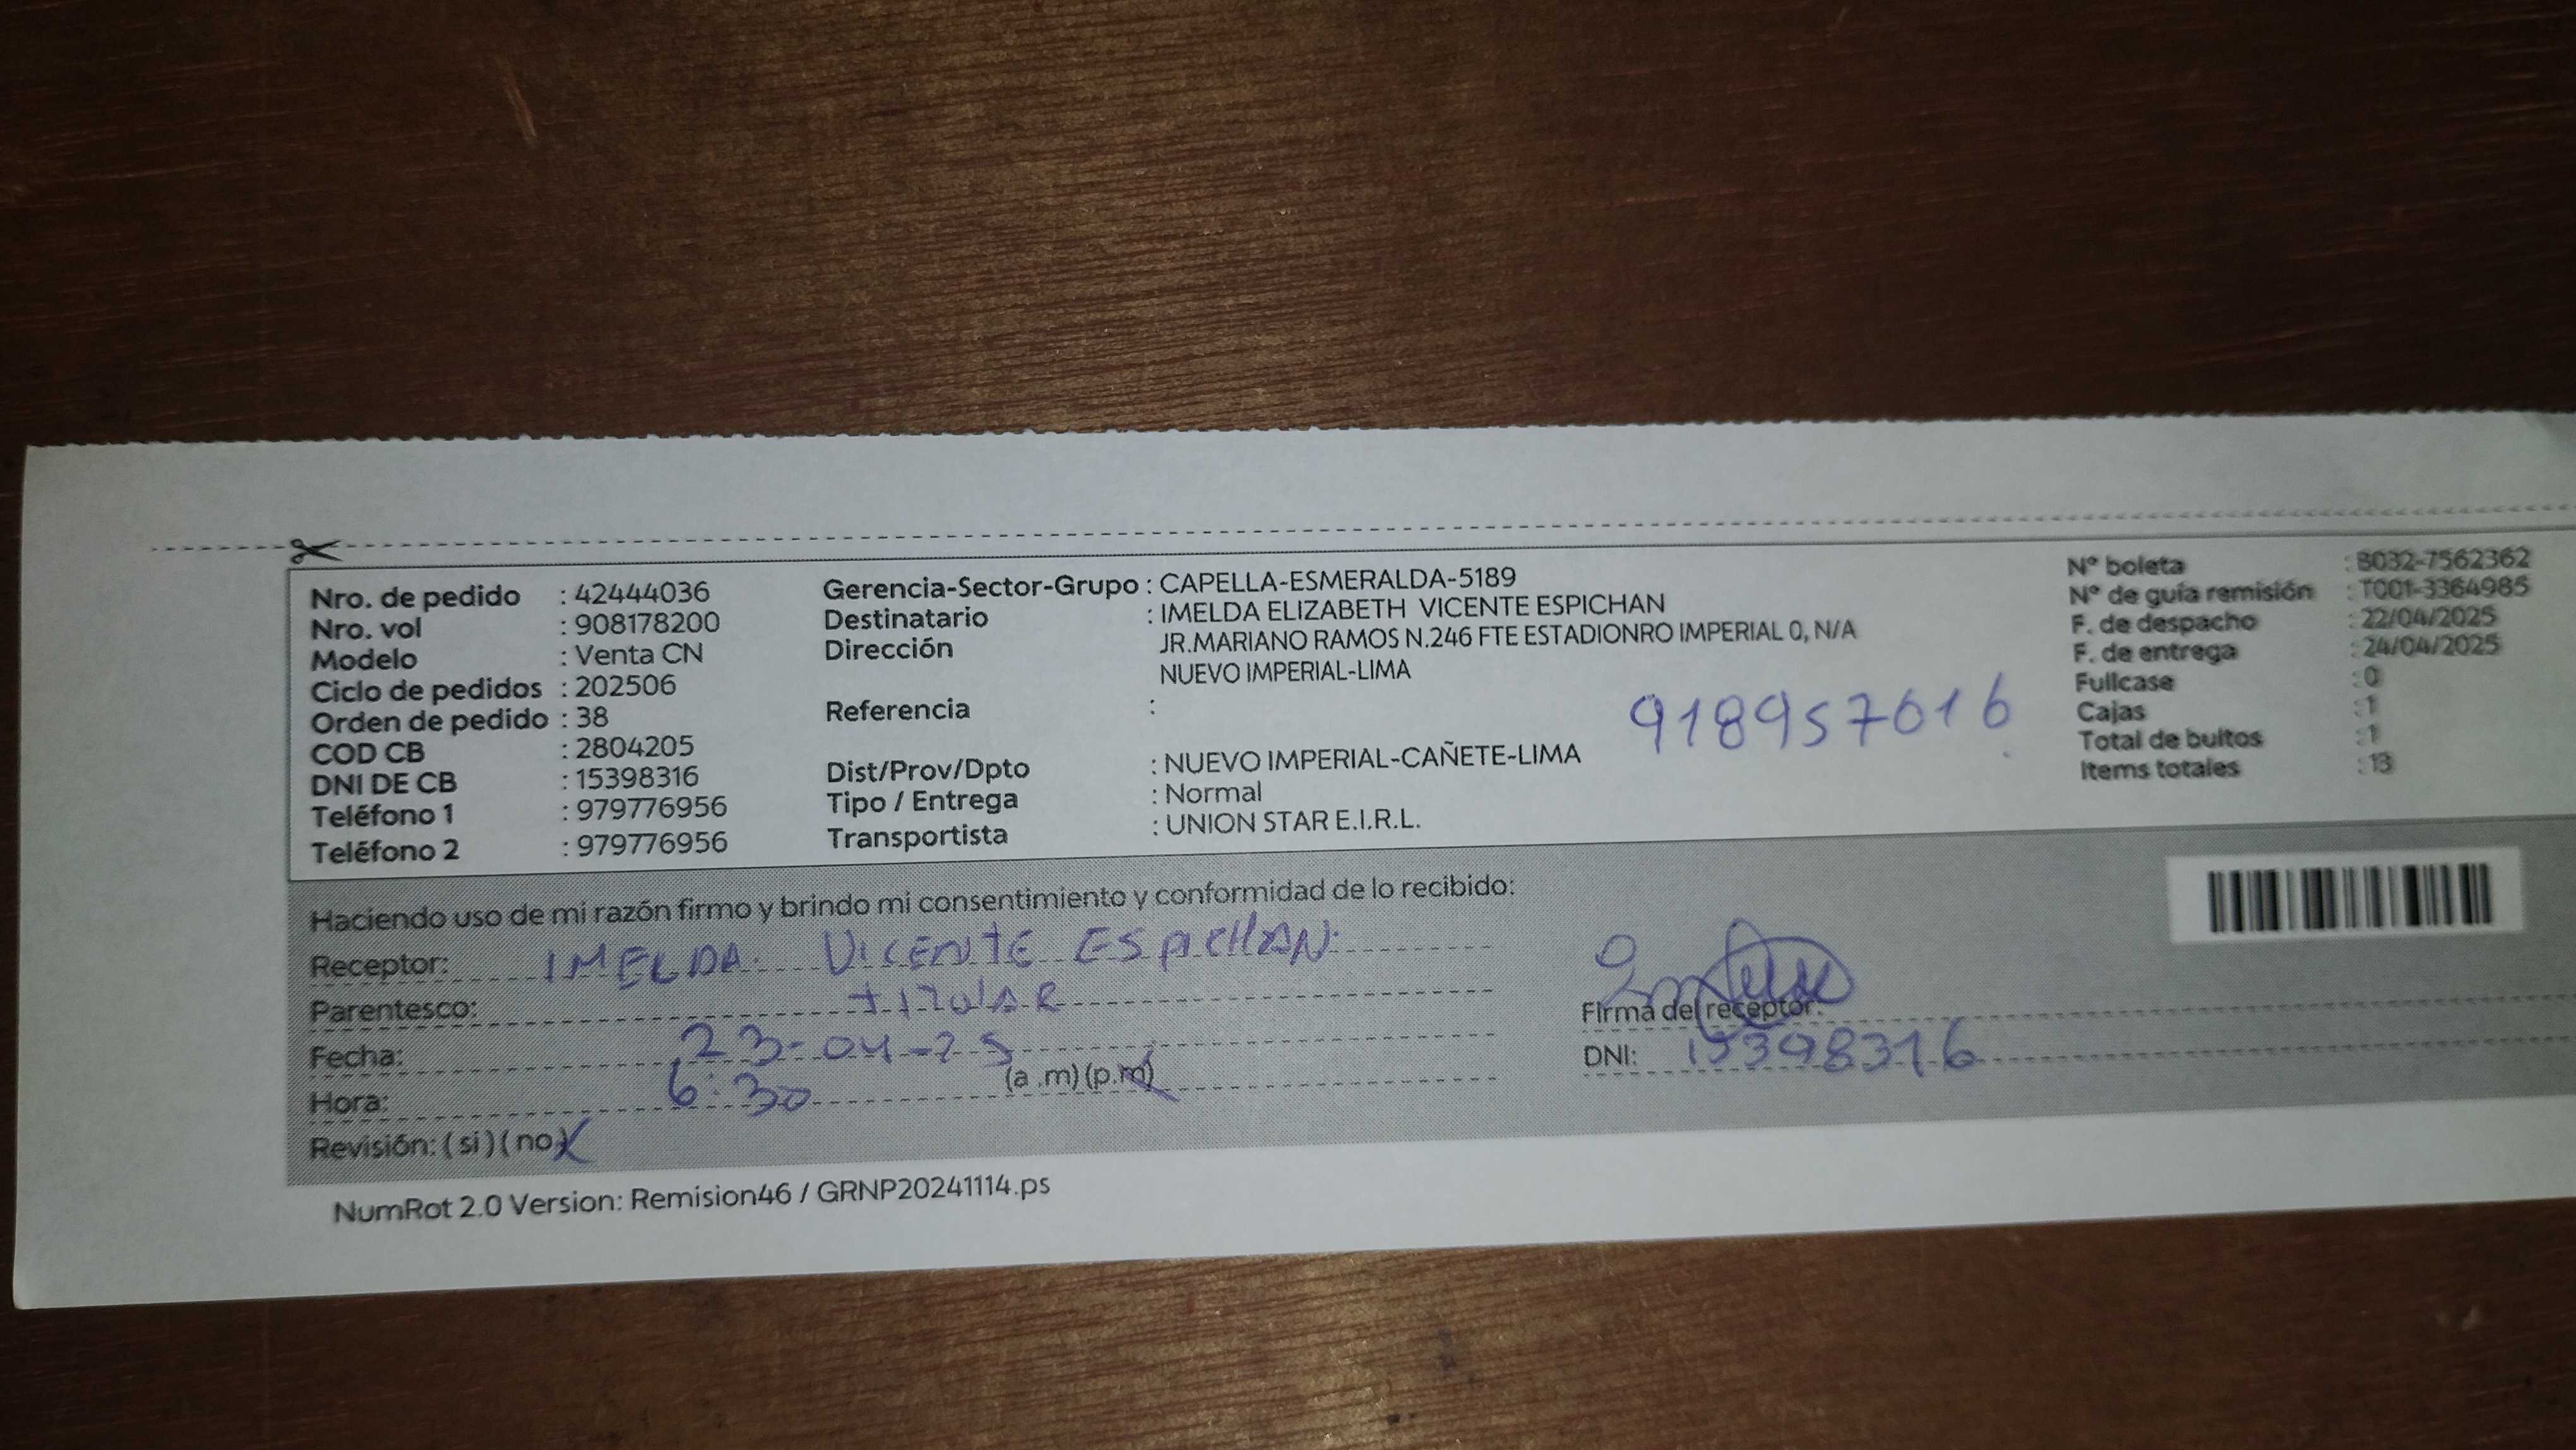 Nro. de pedido : 42444036
Nro. vol : 908178200
Modelo : Venta CN
Ciclo de pedidos : 202506
Orden de pedido : 38
COD CB : 2804205
DNI DE CB : 15398316
Teléfono 1 : 979776956
Teléfono 2 : 979776956
Gerencia-Sector-Grupo : CAPELLA-ESMERALDA-5189
Destinatario : IMELDA ELIZABETH VICENTE ESPICHAN
Dirección JR.MARIANO RAMOS N.246 FTE ESTADIONRO IMPERIAL 0, N/A
NUEVO IMPERIAL-LIMA
Referencia :
918957016
Dist/Prov/Dpto : NUEVO IMPERIAL-CAÑETE-LIMA
Tipo / Entrega : Normal
Transportista : UNION STAR E.I.R.L.
N° boleta : B032-7562362
N° de guía remisión : T001-3364985
F. de despacho : 22/04/2025
F. de entrega : 24/04/2025
Fullcase : 0
Cajas : 1
Total de bultos : 1
Items totales : 13
Haciendo uso de mi razón firmo y brindo mi consentimiento y conformidad de lo recibido:
Receptor: IMELDA VICENTE ESPICHAN
Parentesco: TITULAR
Fecha: 23-04-25
Hora: 6:30 (a .m) (p.m)
Revisión: (si) (no)
Firma del receptor:
DNI: 15398316
NumRot 2.0 Version: Remision46 / GRNP20241114.ps